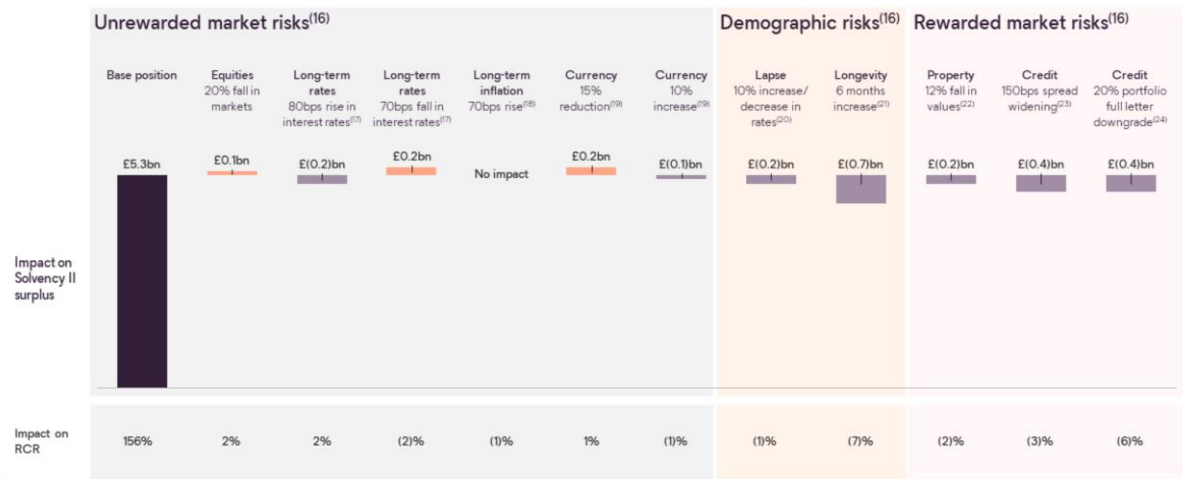 Unrewarded market risks(16)
Demographic risks(16)
Rewarded market risks(16)
Base position
Equities
20% fall in
markets
Long-term
rates
80bps rise in
interest rates(17)
Long-term
rates
70bps fall in
interest rates(17)
Long-term
inflation
70bps rise(18)
Currency
15%
reduction(19)
Currency
10%
increase(19)
Lapse
10% increase/
decrease in
rates(20)
Longevity
6 months
increase(21)
Property
12% fall in
values(22)
Credit
150bps spread
widening(23)
Credit
20% portfolio
full letter
downgrade(24)
Impact on
Solvency II
surplus
£5.3bn
£0.1bn
£(0.2)bn
£0.2bn
No impact
£0.2bn
£(0.1)bn
£(0.2)bn
£(0.7)bn
£(0.2)bn
£(0.4)bn
£(0.4)bn
Impact on
RCR
156%
2%
2%
(2)%
(1)%
1%
(1)%
(1)%
(7)%
(2)%
(3)%
(6)%